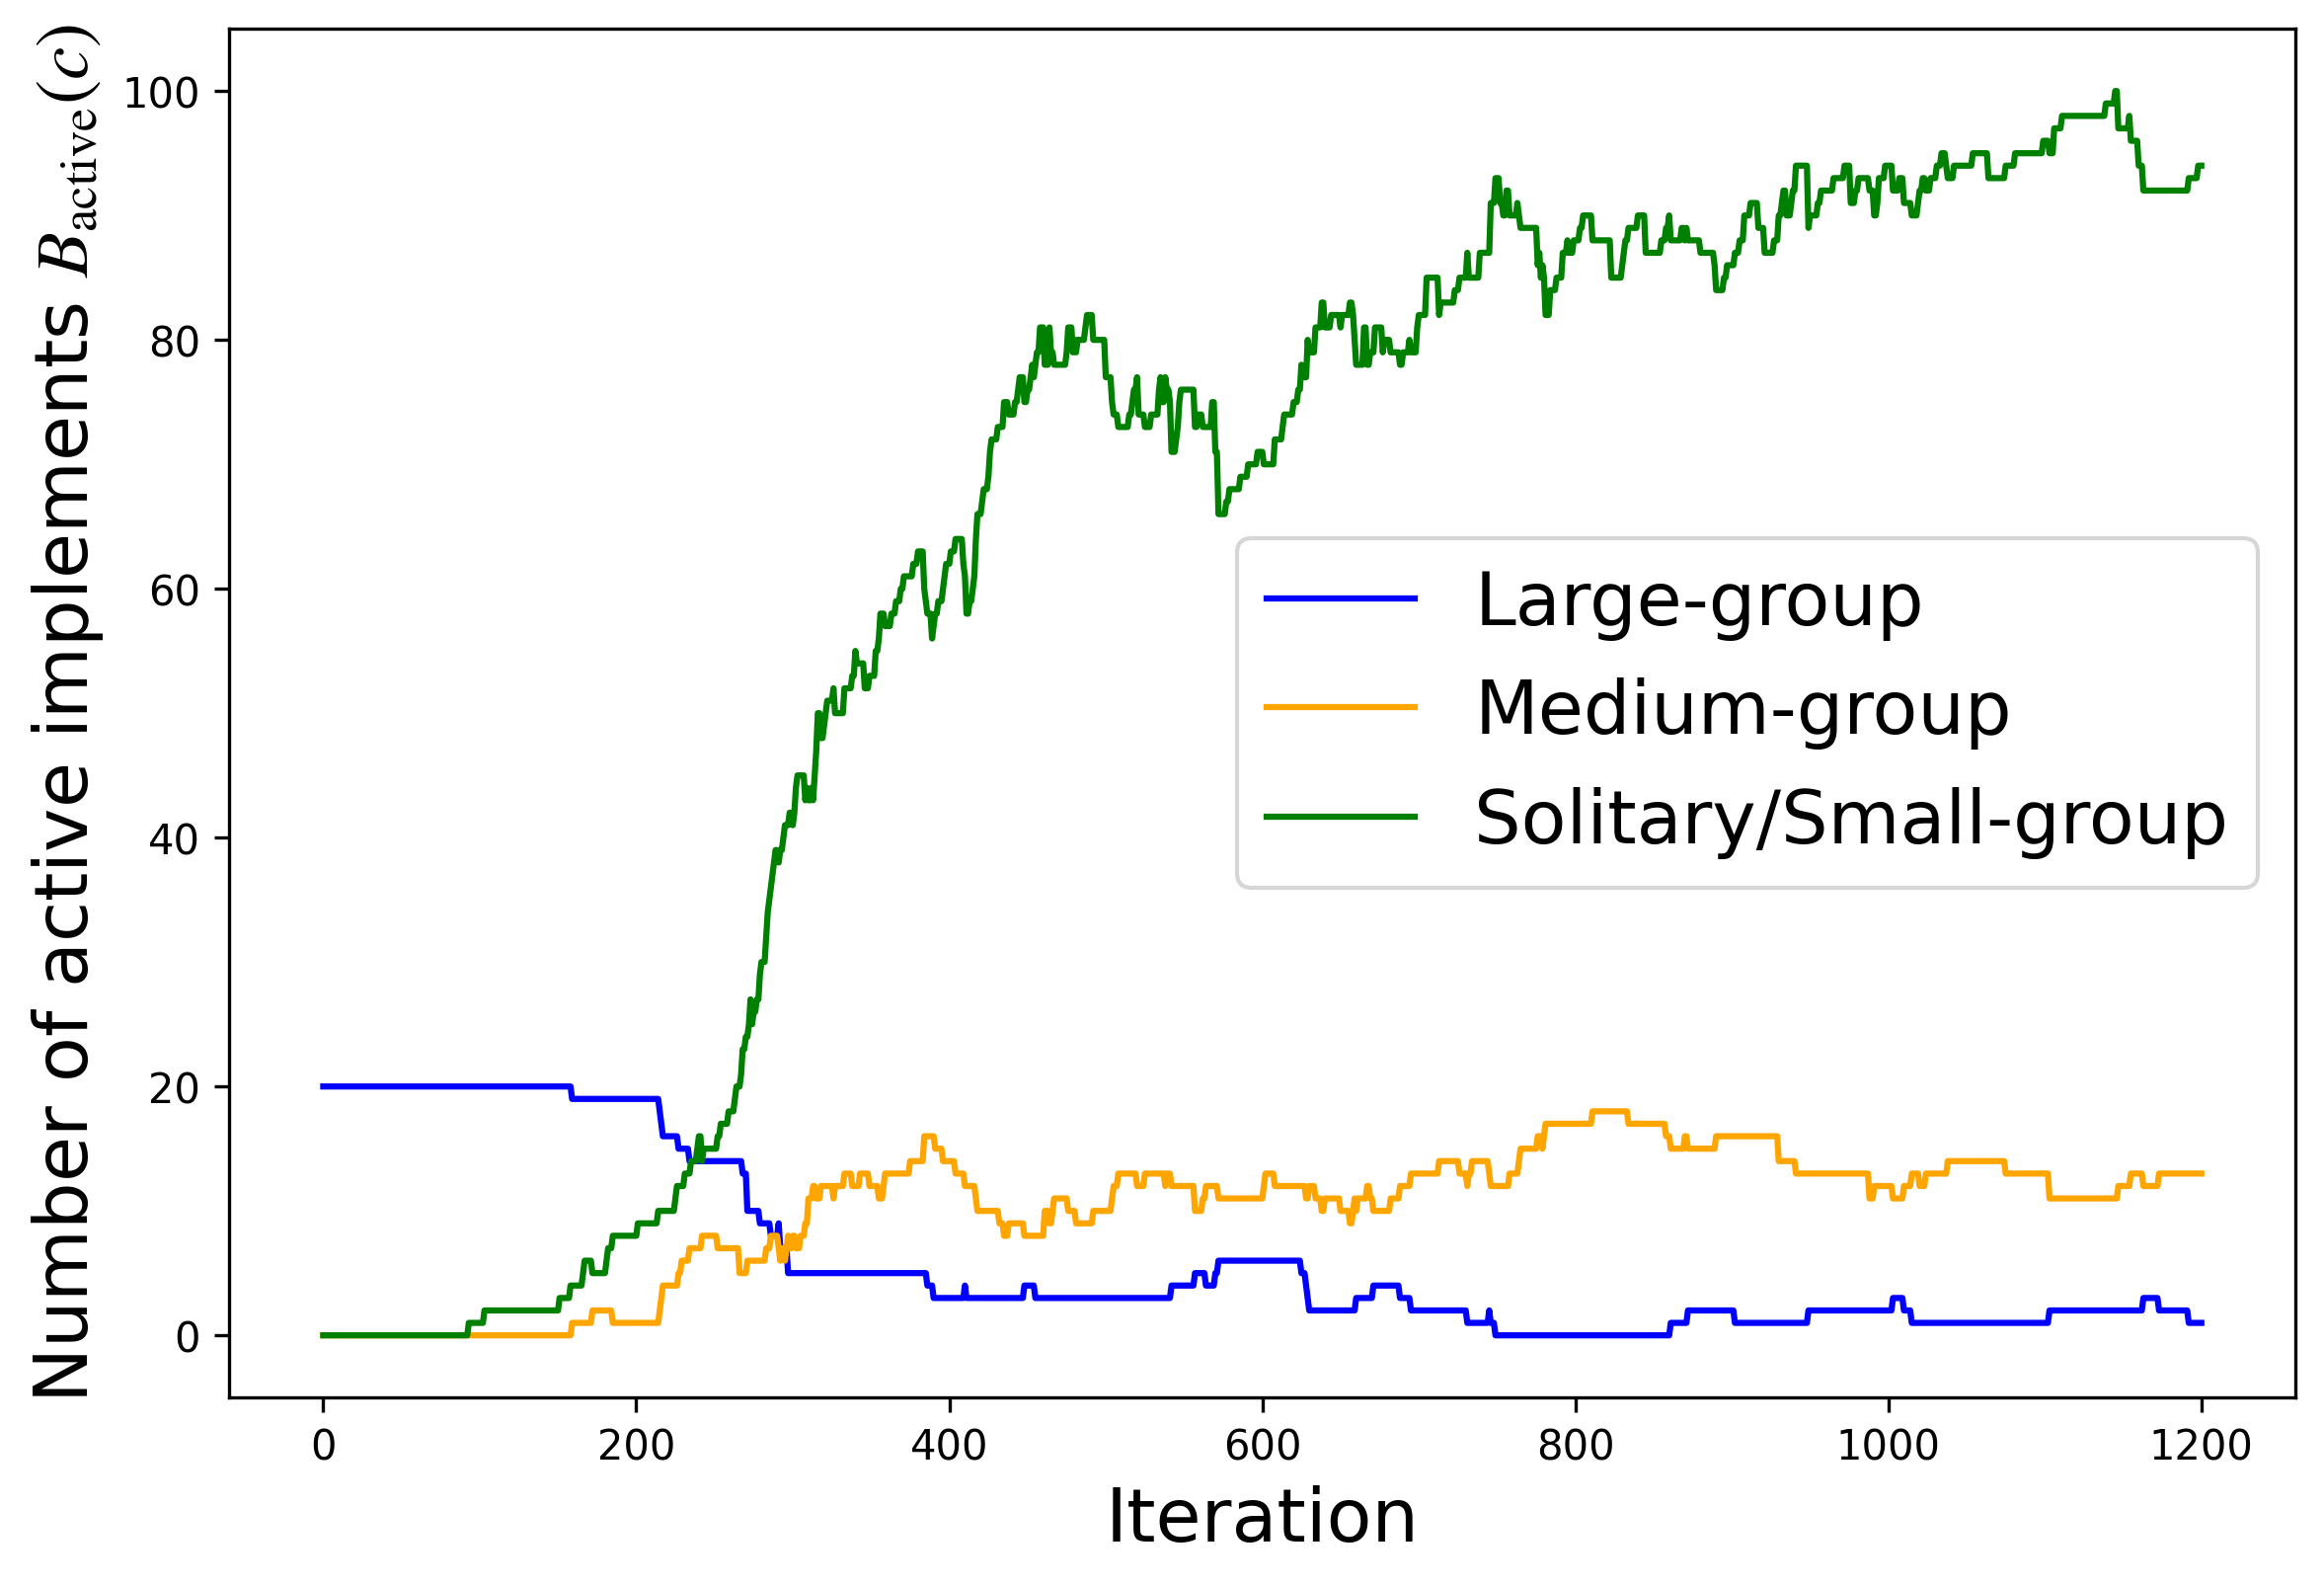 Number of active implements B_active(c)
100
80
60
40
20
0
Large-group
Medium-group
Solitary/Small-group
0 200 400 600 800 1000 1200
Iteration